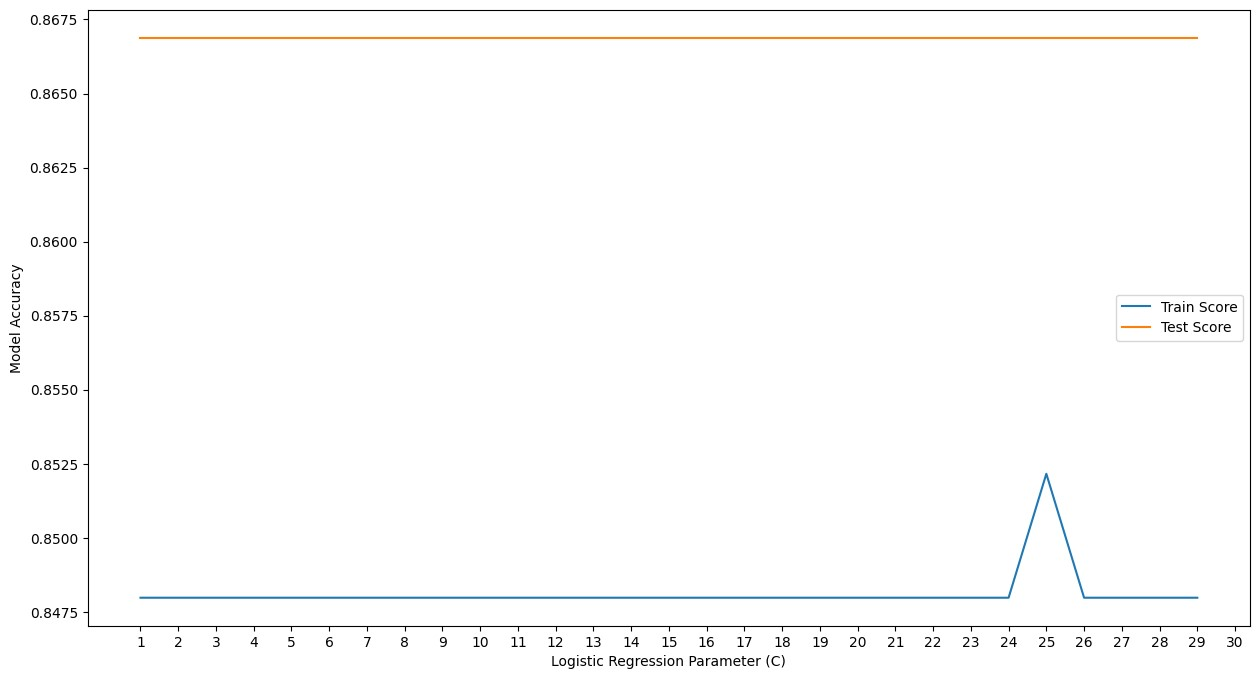 0.8675
0.8650
0.8625
0.8600
0.8575
0.8550
0.8525
0.8500
0.8475
Model Accuracy
Train Score
Test Score
1 2 3 4 5 6 7 8 9 10 11 12 13 14 15 16 17 18 19 20 21 22 23 24 25 26 27 28 29 30
Logistic Regression Parameter (C)